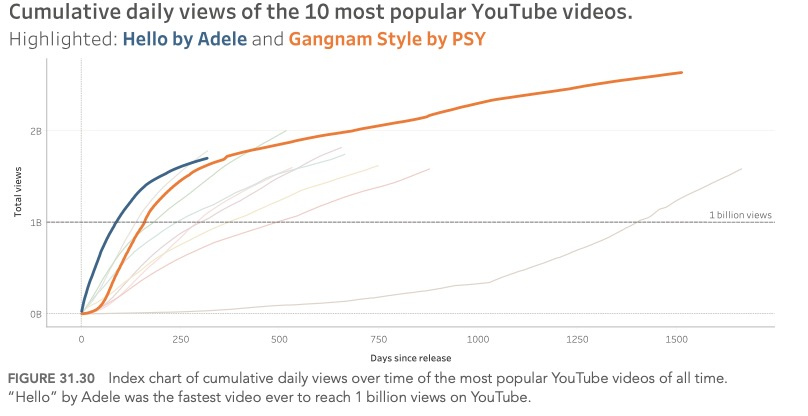 Cumulative daily views of the 10 most popular YouTube videos.
Highlighted: Hello by Adele and Gangnam Style by PSY
2B
1B
0B
Total views
1 billion views
0 250 500 750 1000 1250 1500
Days since release
FIGURE 31.30 Index chart of cumulative daily views over time of the most popular YouTube videos of all time.
“Hello” by Adele was the fastest video ever to reach 1 billion views on YouTube.